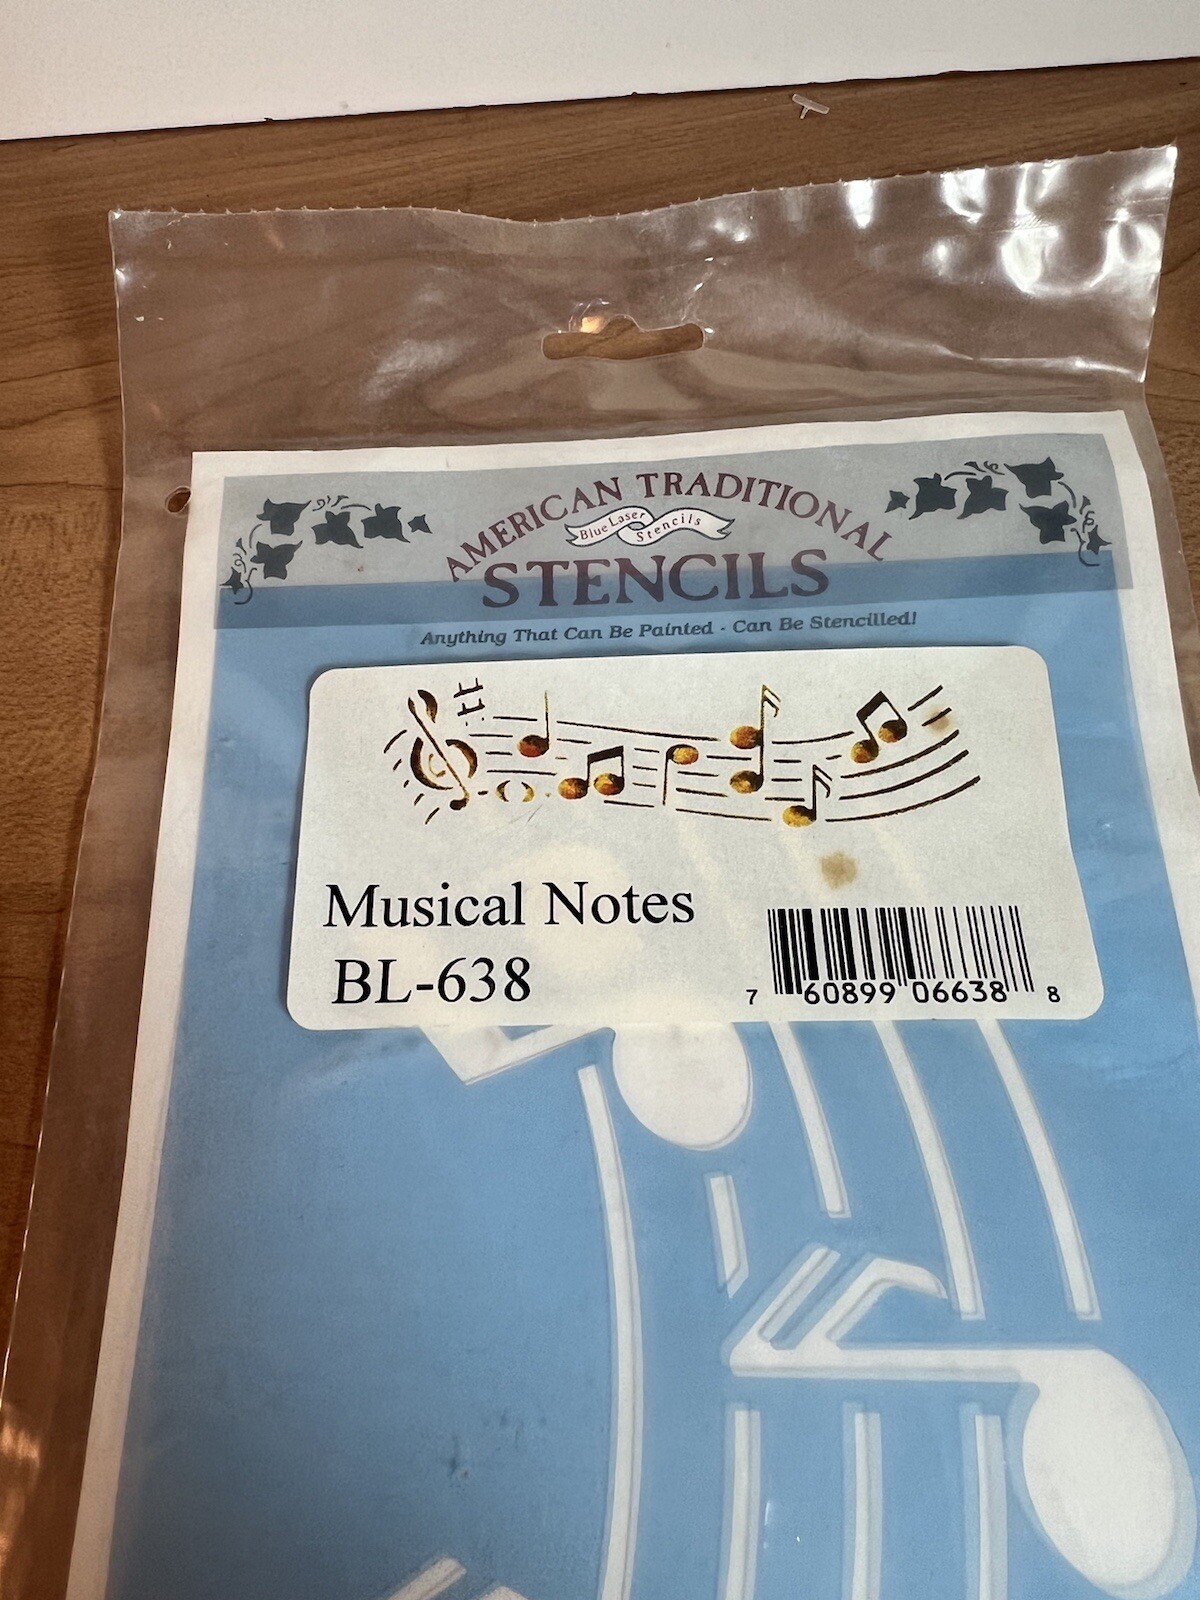 AMERICAN TRADITIONAL
Blue Laser Stencils
STENCILS
Anything That Can Be Painted · Can Be Stencilled!
Musical Notes
BL-638
7 60899 06638 8